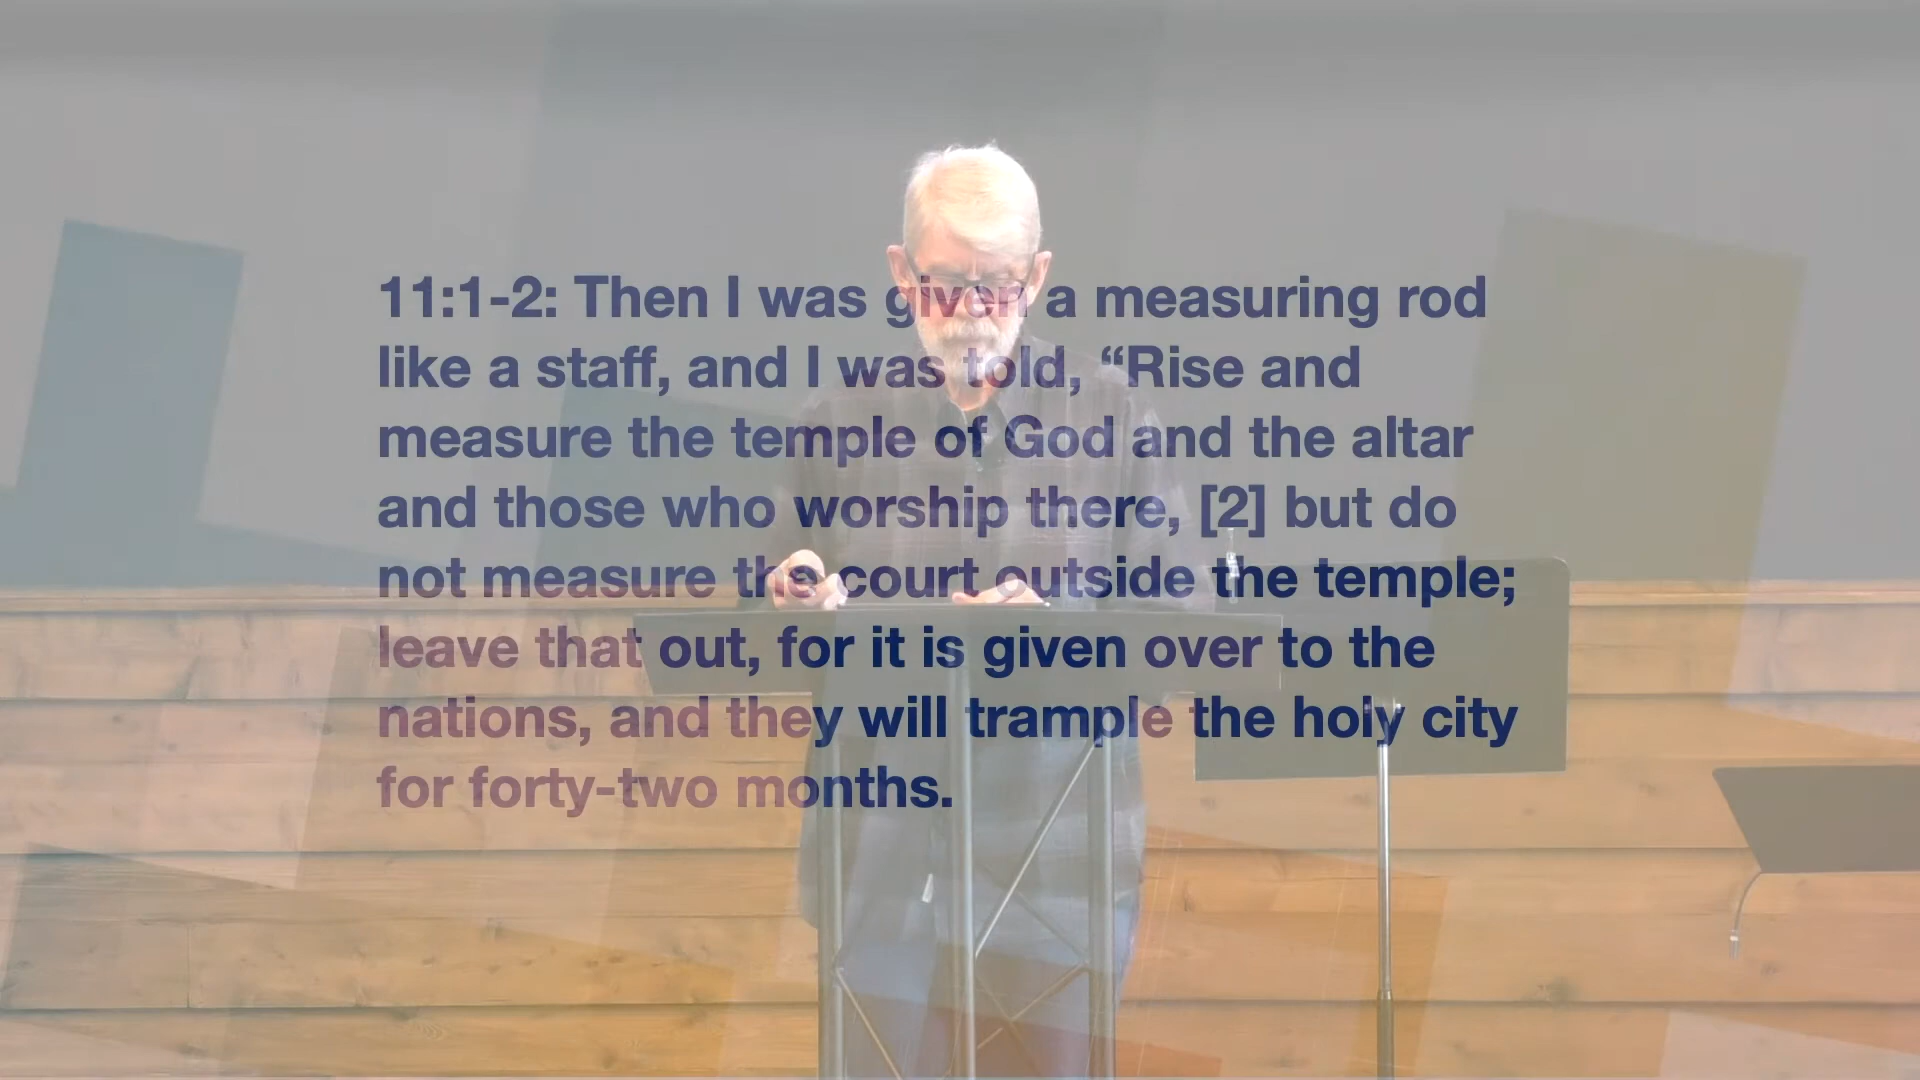 11:1-2: Then I was given a measuring rod
like a staff, and I was told, “Rise and
measure the temple of God and the altar
and those who worship there, [2] but do
not measure the court outside the temple;
leave that out, for it is given over to the
nations, and they will trample the holy city
for forty-two months.